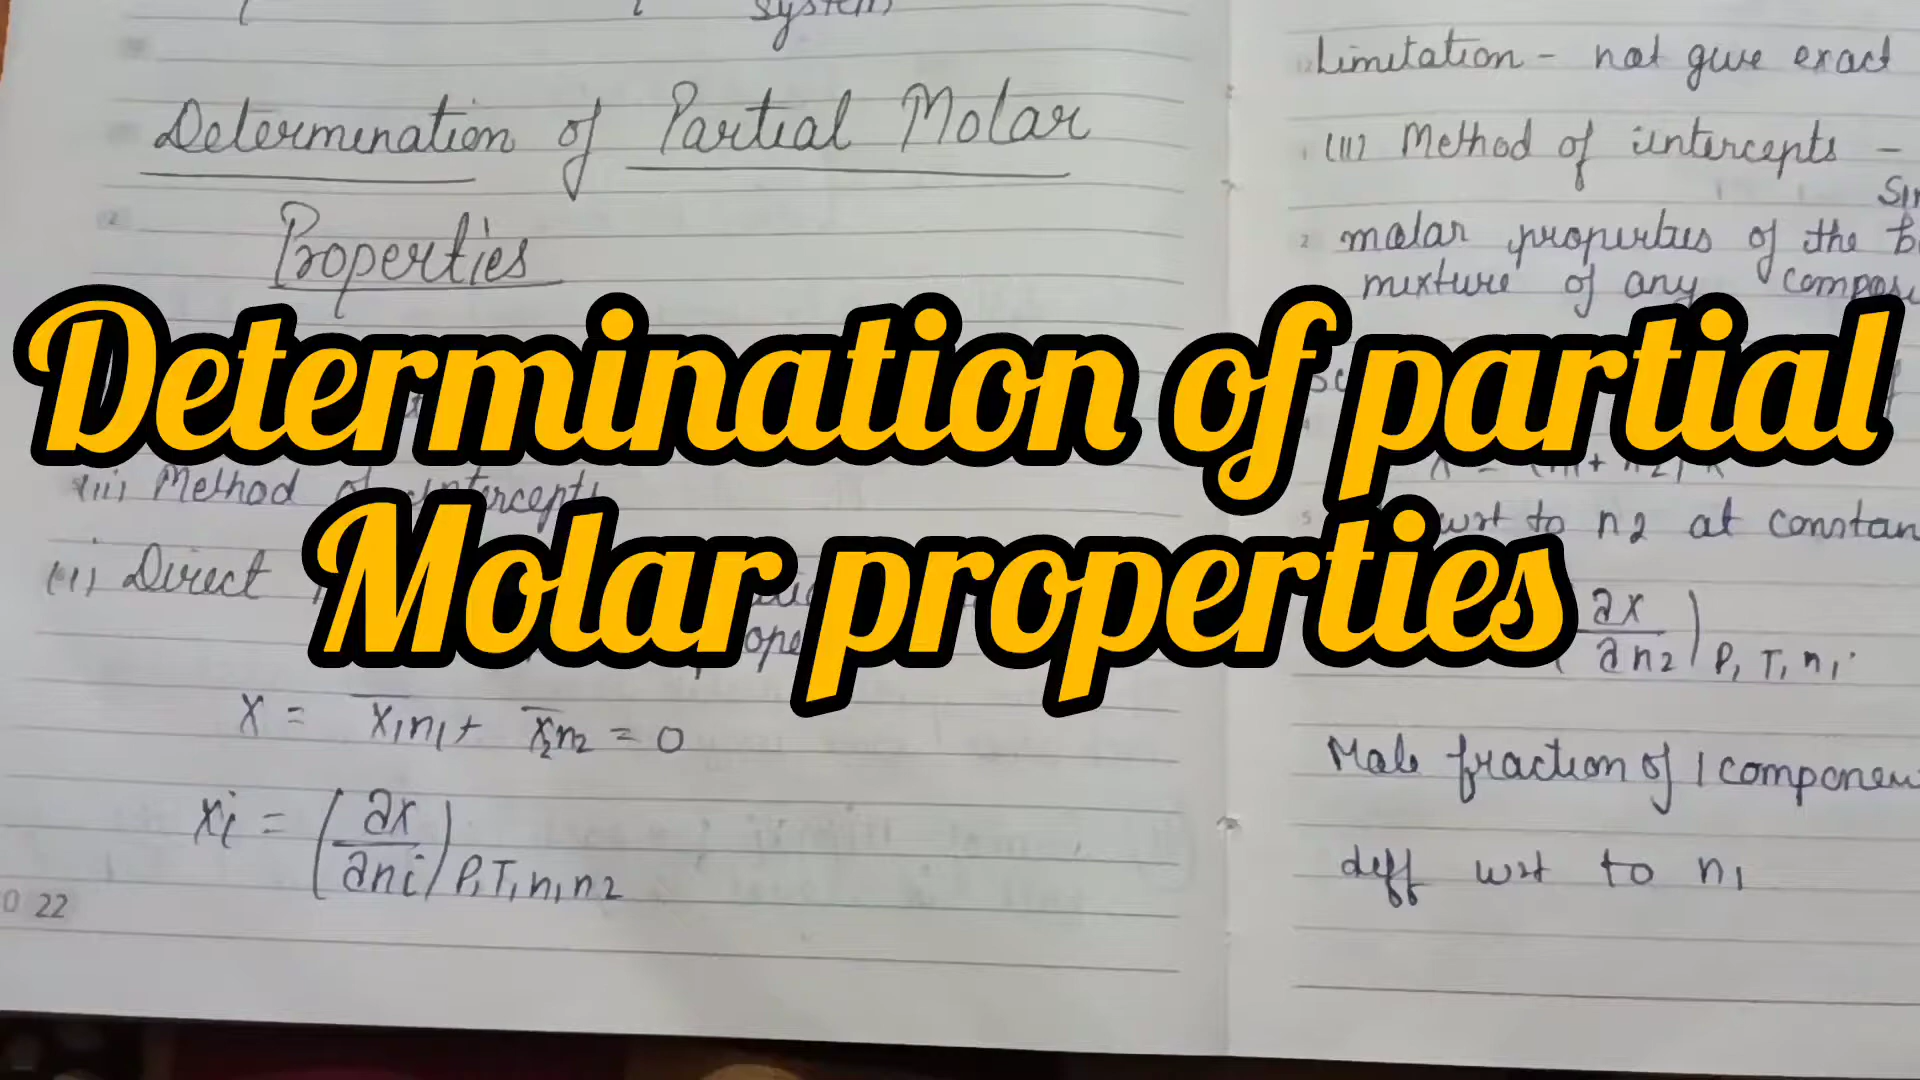 system
Determination of Partial Molar
Properties
Determination of partial
Molar properties
(iii) Method of intercepts
(i) Direct
X = X̅₁n₁ + X̅₂n₂ = 0
xi = (∂x/∂ni) P, T, n₁, n₂
22
Limitation - not give exact
(III) Method of intercepts -
molar properties of the
mixture of any
wrt to n₂ at constan
(∂x/∂n₂) P, T, n₁.
Mole fraction of 1 componen
diff wrt to n₁